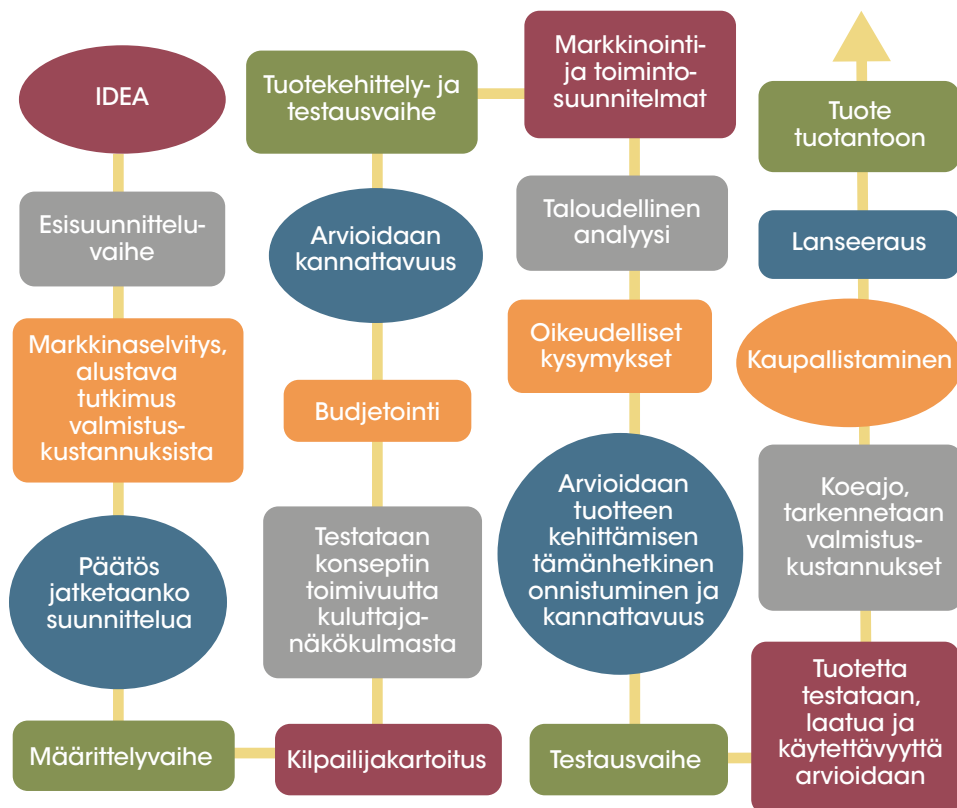 IDEA
Esisuunnittelu-
vaihe
Markkinaselvitys,
alustava
tutkimus
valmistus-
kustannuksista
Päätös
jatketaanko
suunnittelua
Määrittelyvaihe
Kilpailijakartoitus
Testataan
konseptin
toimivuutta
kuluttaja-
näkökulmasta
Budjetointi
Arvioidaan
kannattavuus
Tuotekehittely- ja
testausvaihe
Markkinointi-
ja toiminto-
suunnitelmat
Taloudellinen
analyysi
Oikeudelliset
kysymykset
Arvioidaan
tuotteen
kehittämisen
tämänhetkinen
onnistuminen ja
kannattavuus
Testausvaihe
Tuotetta
testataan,
laatua ja
käytettävyyttä
arvioidaan
Koeajo,
tarkennetaan
valmistus-
kustannukset
Kaupallistaminen
Lanseeraus
Tuote
tuotantoon